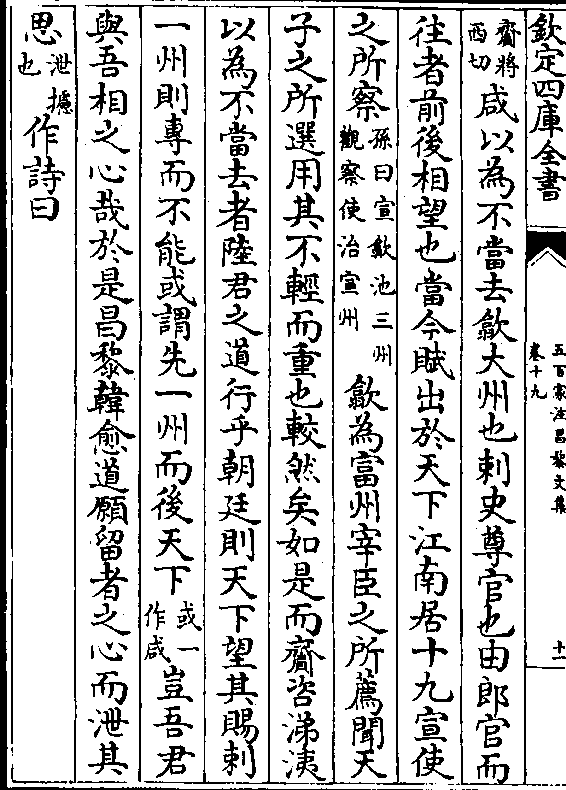 欽定四庫全書
五百家注昌黎文集
卷十九
十一
齎將
西切
咸以為不當去歙大州也刺史尊官也由郎官而
往者前後相望也當今賦出於天下江南居十九宣使
之所察
孫曰宣歙池三州
觀察使治宣州
歙為富州宰臣之所薦聞天
子之所選用其不輕而重也較然矣如是而齎咨涕洟
以為不當去者陸君之道行乎朝廷則天下望其賜刺
一州則專而不能或謂先一州而後天下
或一
作咸
豈吾君
與吾相之心哉於是昌黎韓愈道願留者之心而泄其
思
泄攄
也
作詩曰